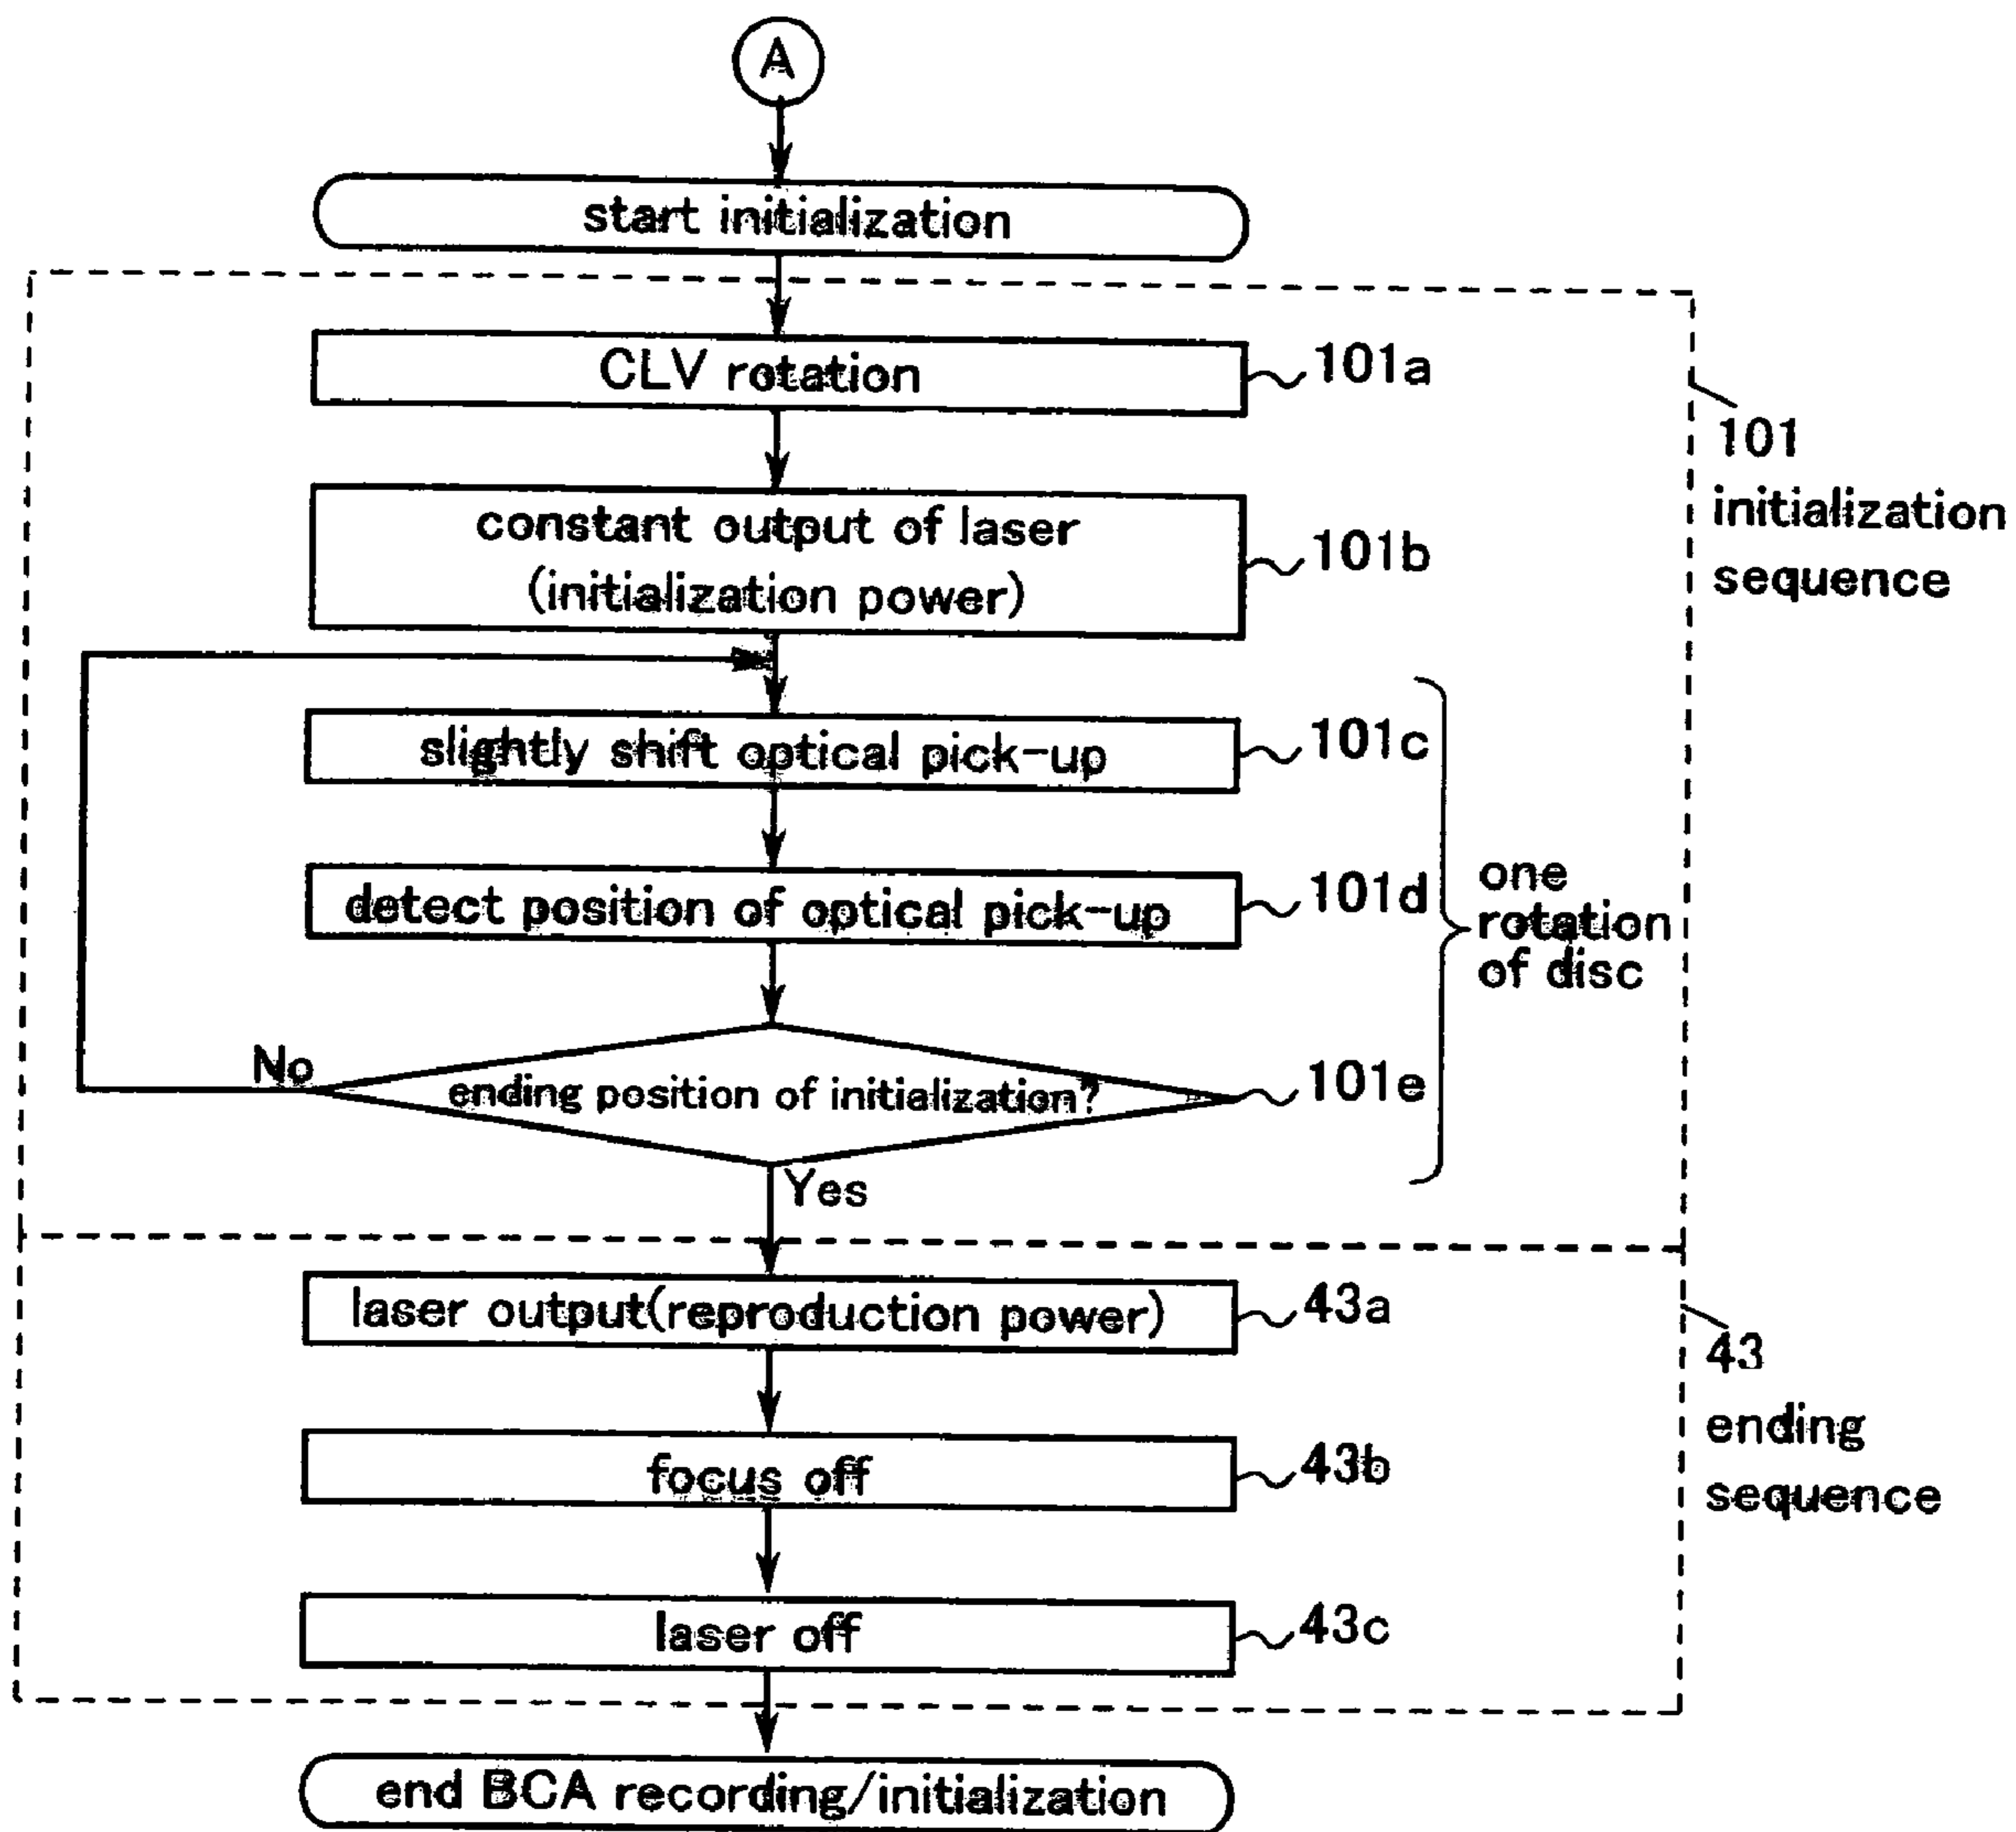 A
start initialization
CLV rotation
101a
101
initialization
sequence
constant output of laser
(initialization power)
101b
slightly shift optical pick-up
101c
detect position of optical pick-up
101d
one
rotation
of disc
No
ending position of initialization?
101e
Yes
laser output(reproduction power)
43a
43
ending
sequence
focus off
43b
laser off
43c
end BCA recording/initialization